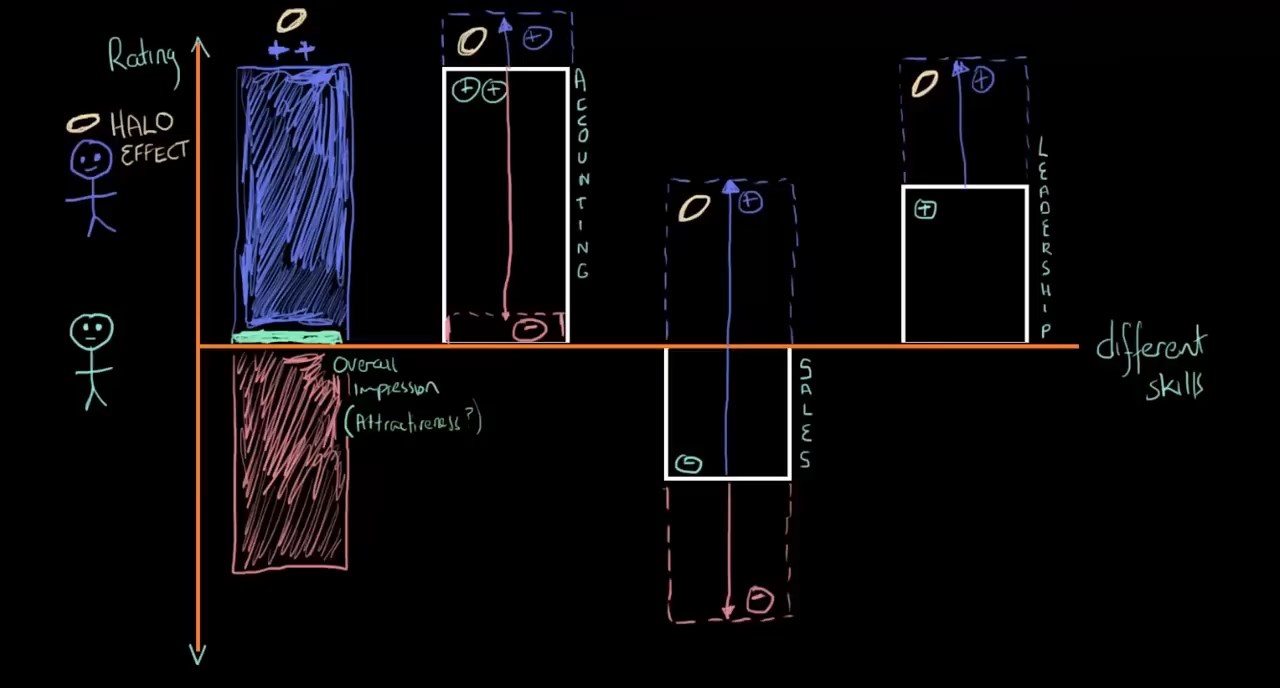 Rating
HALO
EFFECT
+ +
+
+ +
-
ACCOUNTING
+
-
SALES
-
+
+
LEADERSHIP
Overall
impression
(Attractiveness?)
different
skills